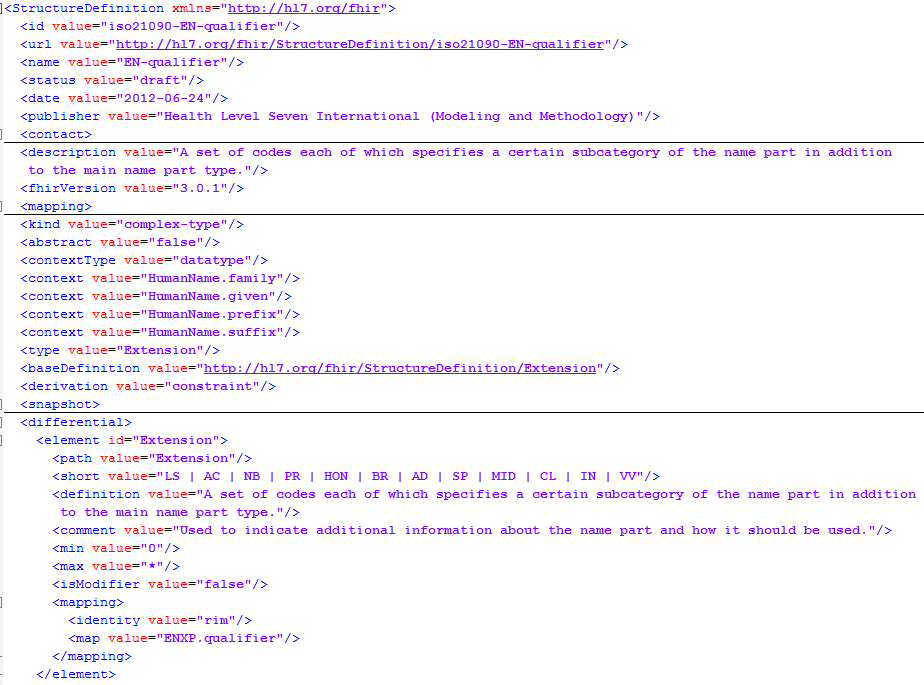 <StructureDefinition xmlns="http://hl7.org/fhir">
<id value="iso21090-EN-qualifier"/>
<url value="http://hl7.org/fhir/StructureDefinition/iso21090-EN-qualifier"/>
<name value="EN-qualifier"/>
<status value="draft"/>
<date value="2012-06-24"/>
<publisher value="Health Level Seven International (Modeling and Methodology)"/>
<contact>
<description value="A set of codes each of which specifies a certain subcategory of the name part in addition
to the main name part type."/>
<fhirVersion value="3.0.1"/>
<mapping>
<kind value="complex-type"/>
<abstract value="false"/>
<contextType value="datatype"/>
<context value="HumanName.family"/>
<context value="HumanName.given"/>
<context value="HumanName.prefix"/>
<context value="HumanName.suffix"/>
<type value="Extension"/>
<baseDefinition value="http://hl7.org/fhir/StructureDefinition/Extension"/>
<derivation value="constraint"/>
<snapshot>
<differential>
<element id="Extension">
<path value="Extension"/>
<short value="LS | AC | NB | PR | HON | BR | AD | SP | MID | CL | IN | VV"/>
<definition value="A set of codes each of which specifies a certain subcategory of the name part in addition
to the main name part type."/>
<comment value="Used to indicate additional information about the name part and how it should be used."/>
<min value="0"/>
<max value="*"/>
<isModifier value="false"/>
<mapping>
<identity value="rim"/>
<map value="ENXP.qualifier"/>
</mapping>
</element>